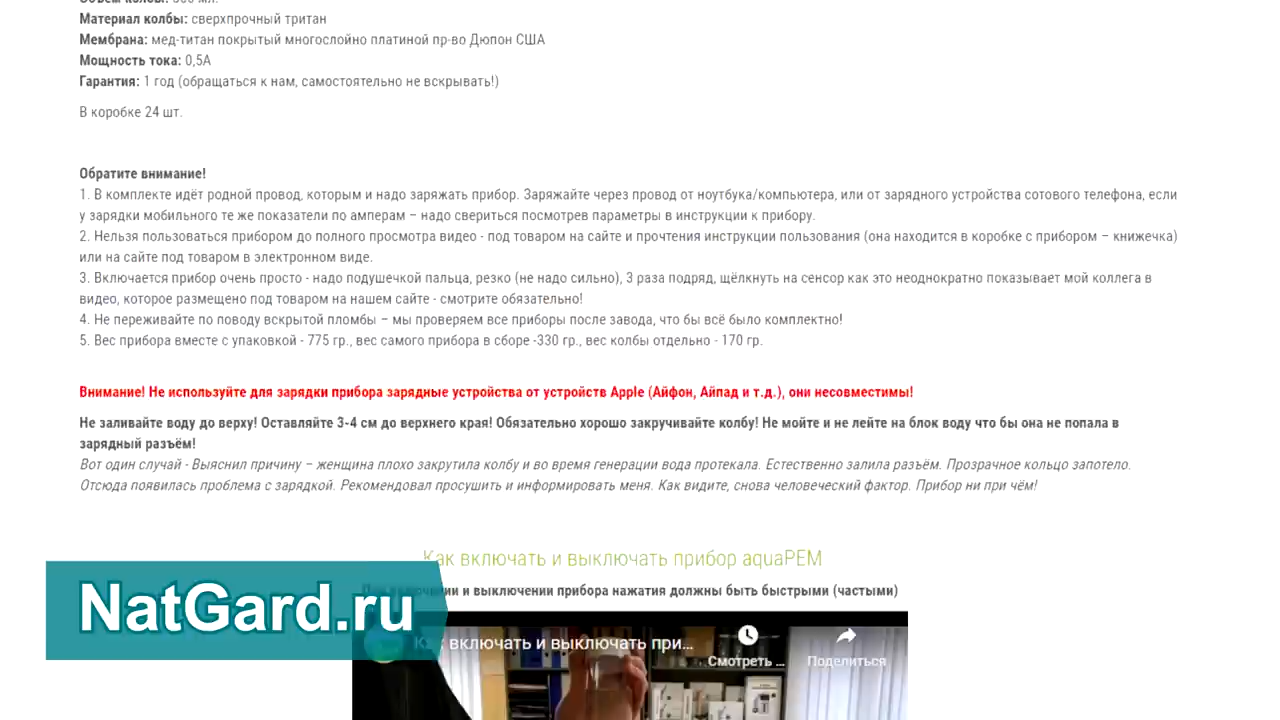 Материал колбы: сверхпрочный тритан
Мембрана: мед-титан покрытый многослойно платиной пр-во Дюпон США
Мощность тока: 0,5А
Гарантия: 1 год (обращаться к нам, самостоятельно не вскрывать!)
В коробке 24 шт.
Обратите внимание!
1. В комплекте идёт родной провод, которым и надо заряжать прибор. Заряжайте через провод от ноутбука/компьютера, или от зарядного устройства сотового телефона, если
у зарядки мобильного те же показатели по амперам – надо свериться посмотрев параметры в инструкции к прибору.
2. Нельзя пользоваться прибором до полного просмотра видео - под товаром на сайте и прочтения инструкции пользования (она находится в коробке с прибором – книжечка)
или на сайте под товаром в электронном виде.
3. Включается прибор очень просто - надо подушечкой пальца, резко (не надо сильно), 3 раза подряд, щёлкнуть на сенсор как это неоднократно показывает мой коллега в
видео, которое размещено под товаром на нашем сайте - смотрите обязательно!
4. Не переживайте по поводу вскрытой пломбы – мы проверяем все приборы после завода, что бы всё было комплектно!
5. Вес прибора вместе с упаковкой - 775 гр., вес самого прибора в сборе -330 гр., вес колбы отдельно - 170 гр.
Внимание! Не используйте для зарядки прибора зарядные устройства от устройств Apple (Айфон, Айпад и т.д.), они несовместимы!
Не заливайте воду до верху! Оставляйте 3-4 см до верхнего края! Обязательно хорошо закручивайте колбу! Не мойте и не лейте на блок воду что бы она не попала в
зарядный разъём!
Вот один случай - Выяснил причину – женщина плохо закрутила колбу и во время генерации вода протекала. Естественно залила разъём. Прозрачное кольцо запотело.
Отсюда появилась проблема с зарядкой. Рекомендовал просушить и информировать меня. Как видите, снова человеческий фактор. Прибор ни при чём!
Как включать и выключать прибор aquaPEM
и выключении прибора нажатия должны быть быстрыми (частыми)
NatGard.ru
включать и выключать при...
Смотреть ...
Поделиться